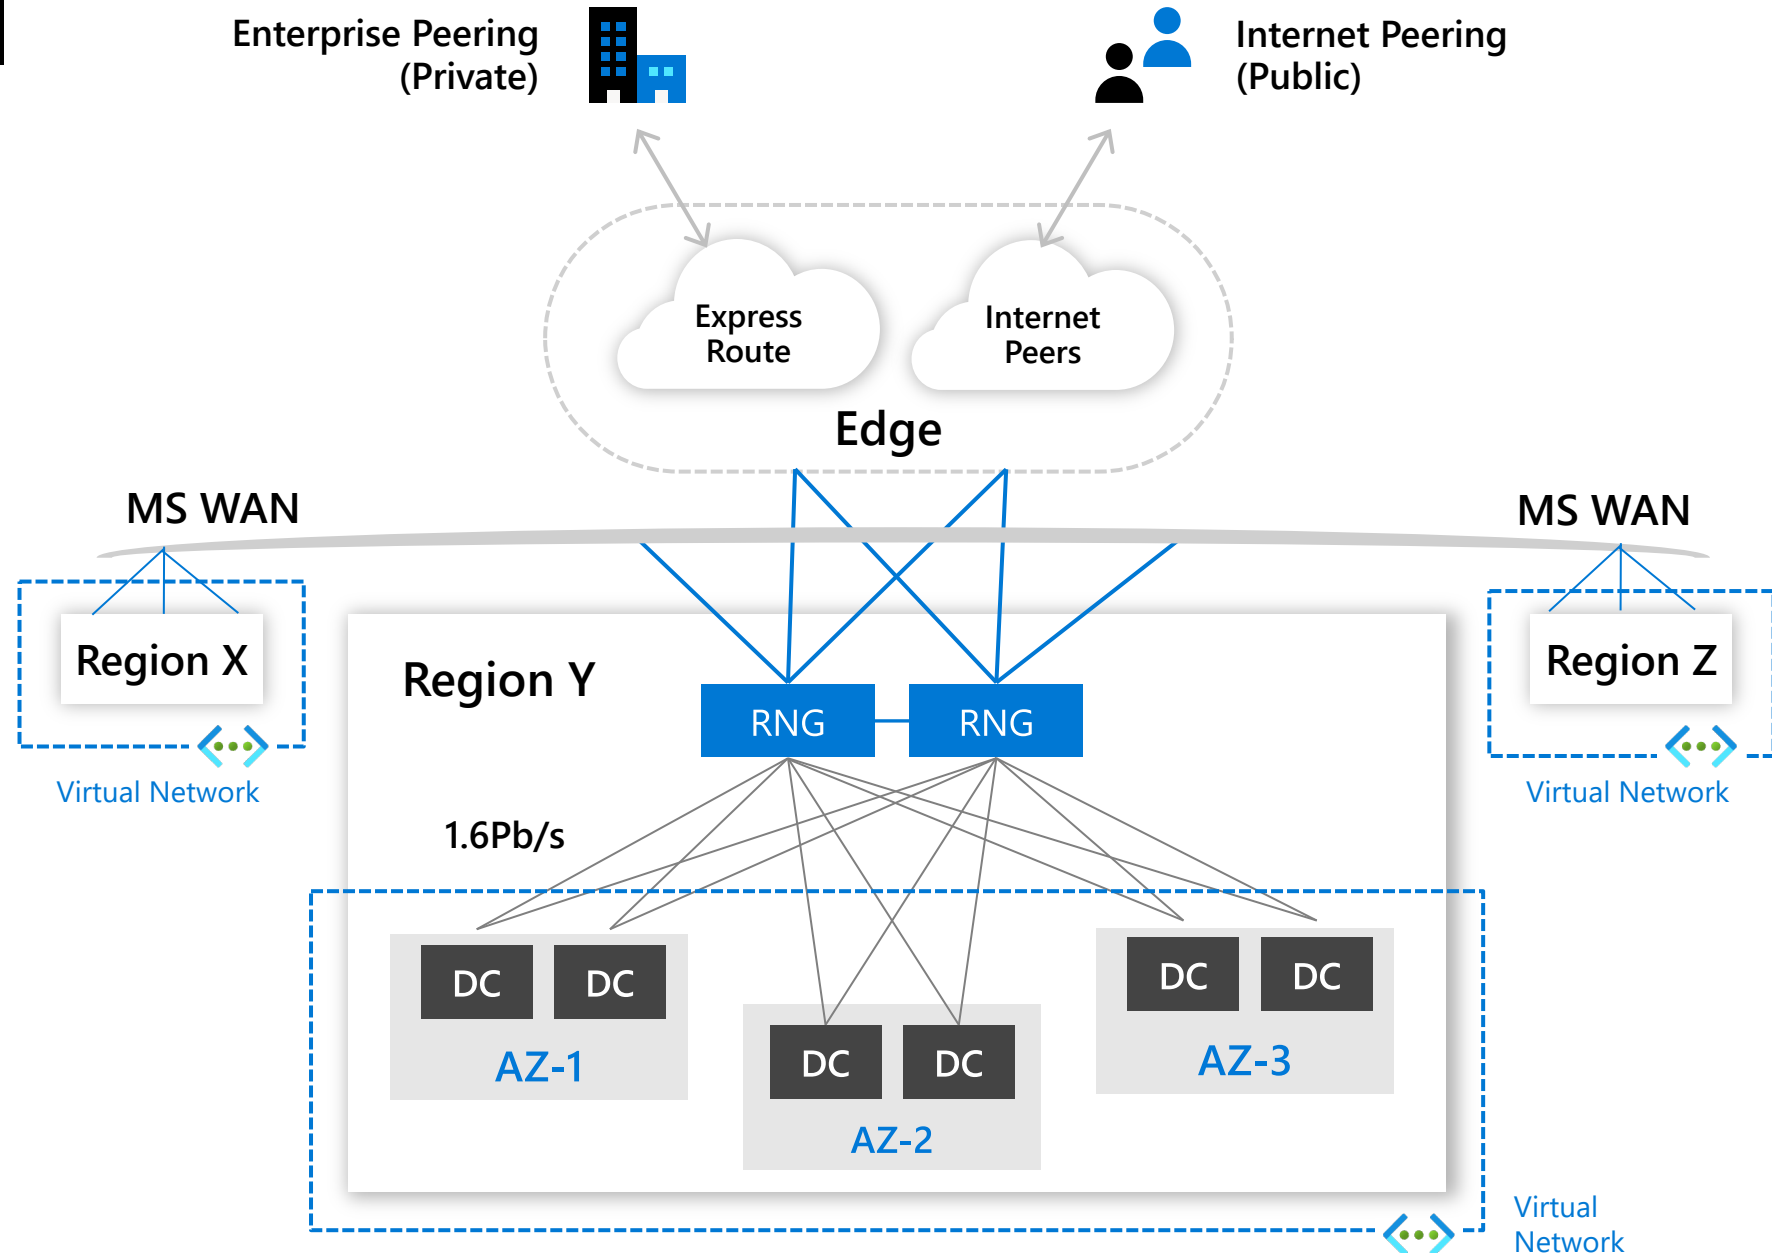 Enterprise Peering
(Private)
Internet Peering
(Public)
Express
Route
Internet
Peers
Edge
MS WAN
MS WAN
Region X
Region Y
Region Z
RNG
RNG
Virtual Network
Virtual Network
1.6Pb/s
DC
DC
DC
DC
AZ-1
DC
DC
AZ-3
AZ-2
Virtual
Network